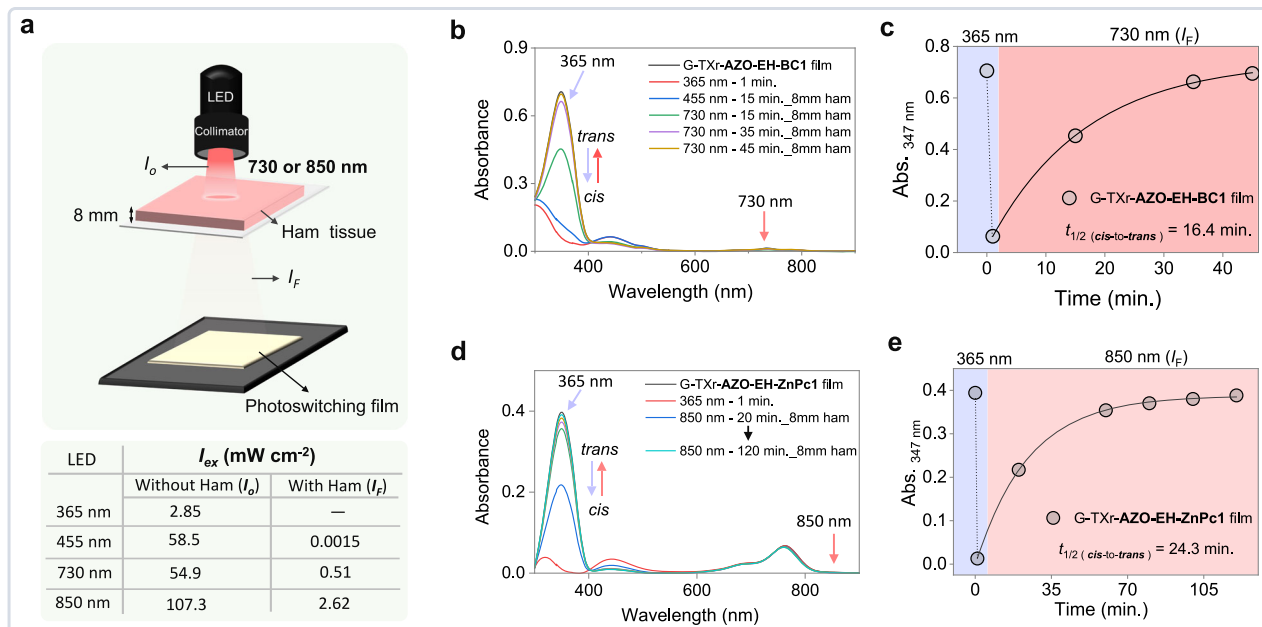 a
LED
Collimator
Io
730 or 850 nm
8 mm
Ham tissue
IF
Photoswitching film
LED
Iex (mW cm-2)
Without Ham (Io)
With Ham (IF)
365 nm
2.85
—
455 nm
58.5
0.0015
730 nm
54.9
0.51
850 nm
107.3
2.62
b
0.9
0.6
0.3
0.0
Absorbance
365 nm
G-TXr-AZO-EH-BC1 film
365 nm - 1 min.
455 nm - 15 min._8mm ham
730 nm - 15 min._8mm ham
730 nm - 35 min._8mm ham
730 nm - 45 min._8mm ham
trans
cis
730 nm
400
600
800
Wavelength (nm)
c
365 nm
730 nm (IF)
0.8
0.6
0.4
0.2
0.0
Abs. 347 nm
G-TXr-AZO-EH-BC1 film
t1/2 (cis-to-trans) = 16.4 min.
0
10
20
30
40
Time (min.)
d
0.4
0.2
0.0
Absorbance
365 nm
G-TXr-AZO-EH-ZnPc1 film
365 nm - 1 min.
850 nm - 20 min._8mm ham
850 nm - 120 min._8mm ham
trans
cis
850 nm
400
600
800
Wavelength (nm)
e
365 nm
850 nm (IF)
0.4
0.3
0.2
0.1
0.0
Abs. 347 nm
G-TXr-AZO-EH-ZnPc1 film
t1/2 (cis-to-trans) = 24.3 min.
0
35
70
105
Time (min.)